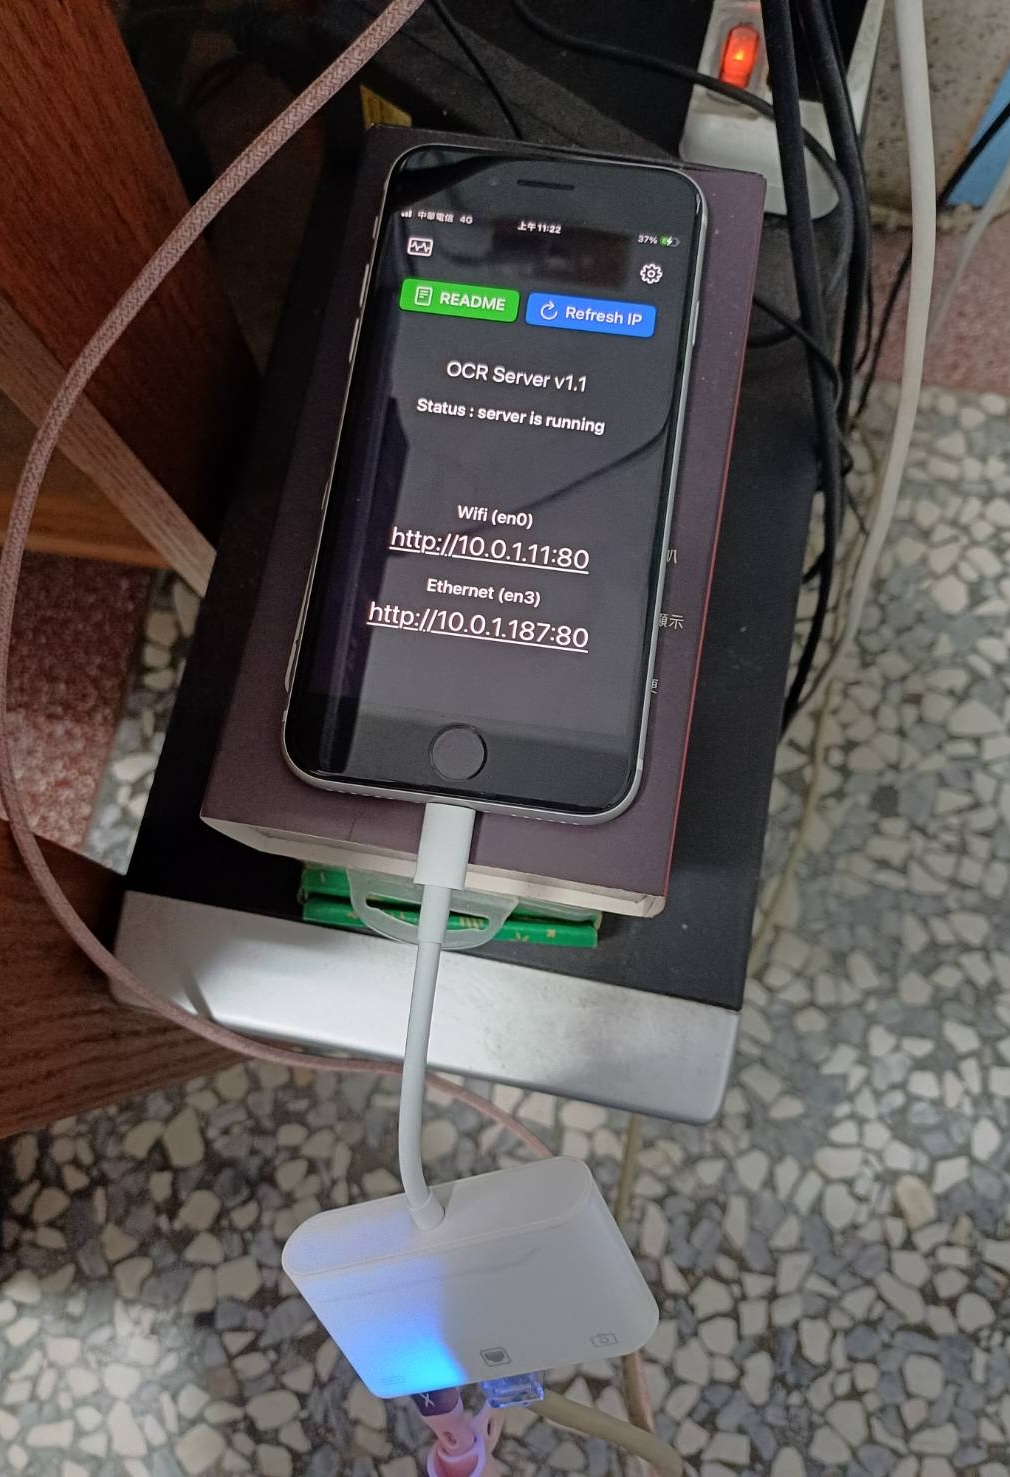 中華電信 4G
上午11:22
37%
README
Refresh IP
OCR Server v1.1
Status : server is running
Wifi (en0)
http://10.0.1.11:80
Ethernet (en3)
http://10.0.1.187:80
顯示